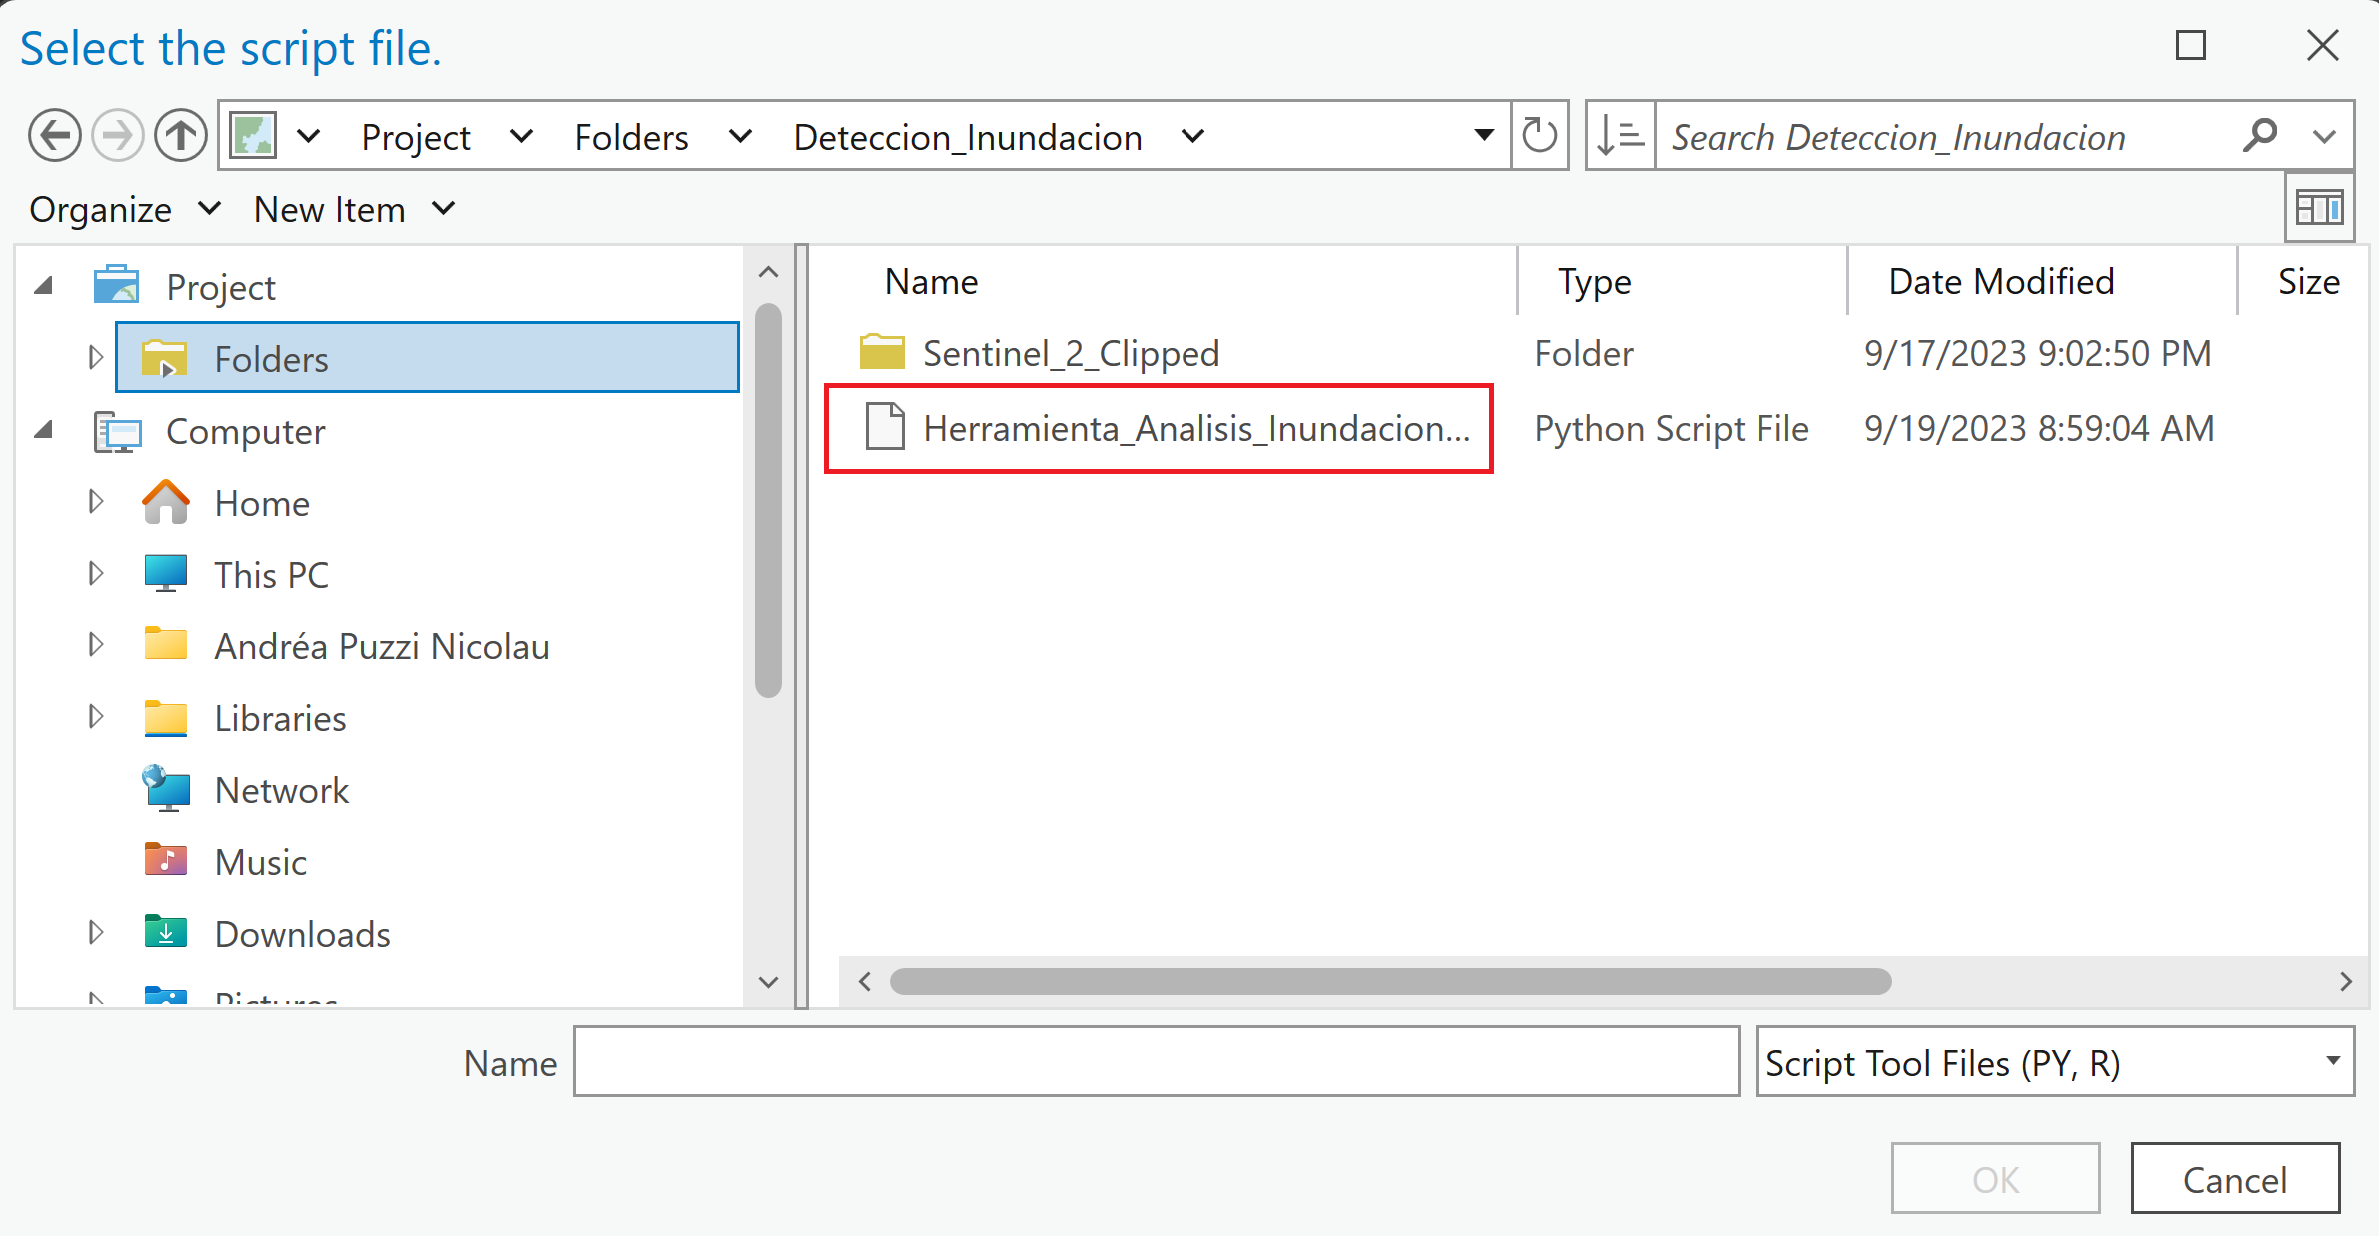 Select the script file.
Project Folders Deteccion_Inundacion Search Deteccion_Inundacion
Organize New Item
Name Type Date Modified Size
Project
Folders
Computer
Home
This PC
Andréa Puzzi Nicolau
Libraries
Network
Music
Downloads
Pictures
Sentinel_2_Clipped Folder 9/17/2023 9:02:50 PM
Herramienta_Analisis_Inundacion... Python Script File 9/19/2023 8:59:04 AM
Name Script Tool Files (PY, R)
OK Cancel